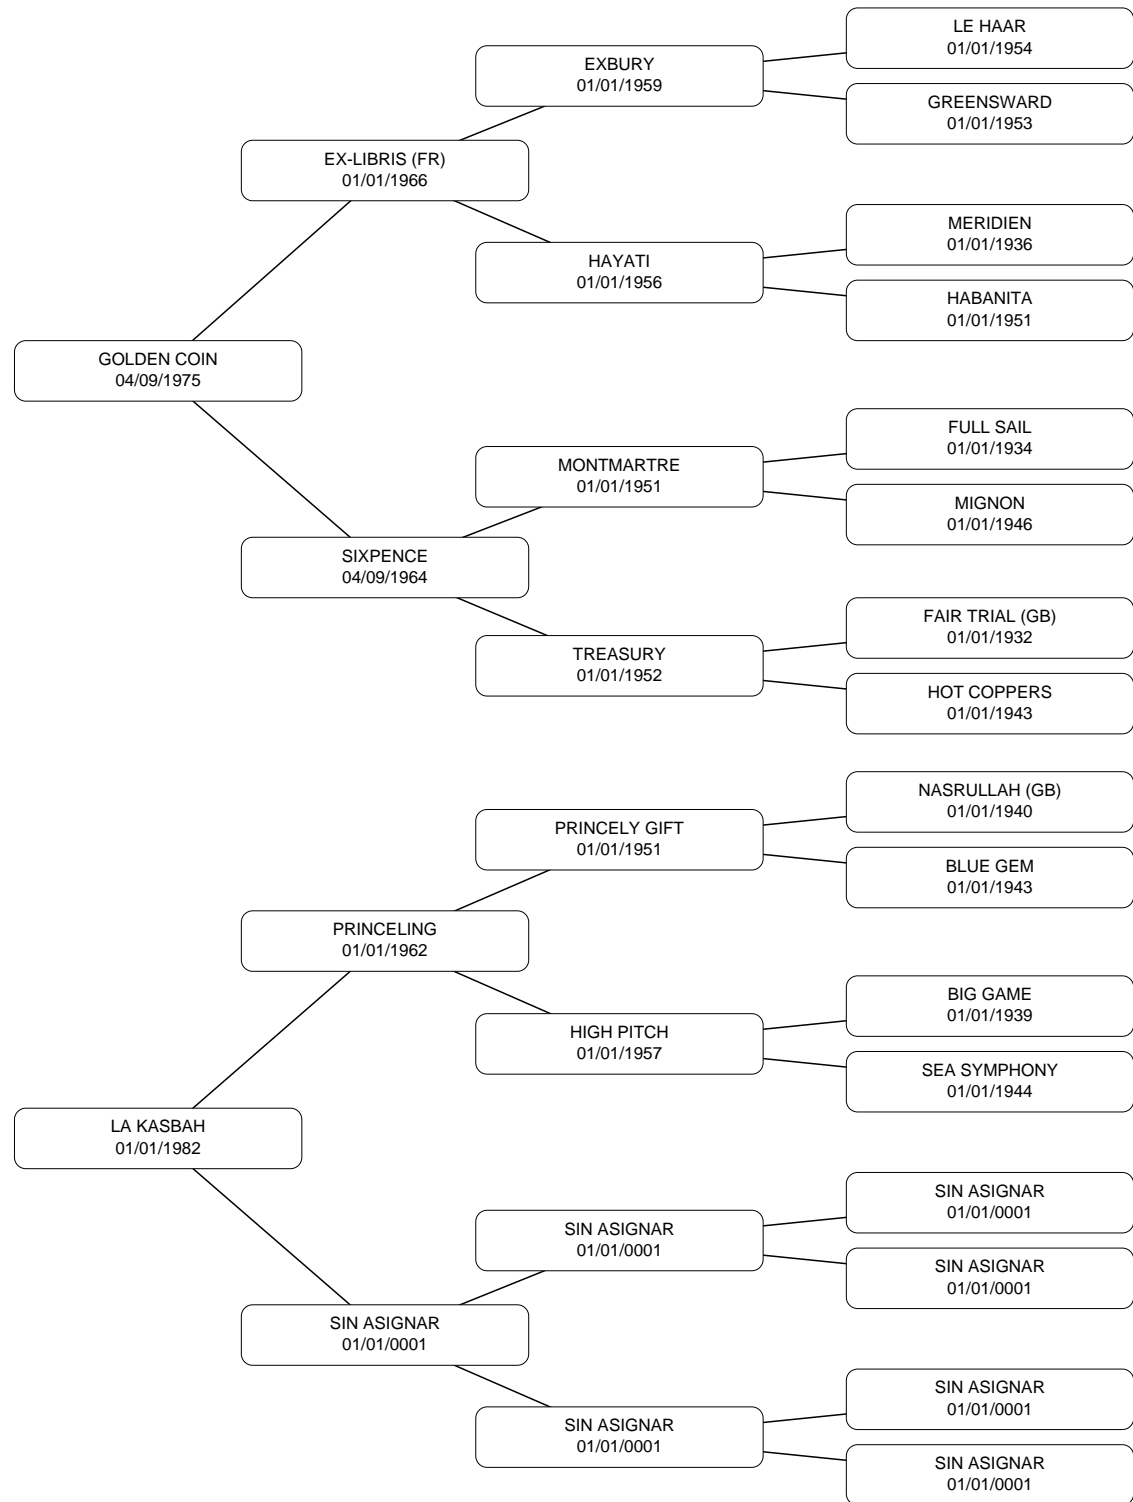 LE HAAR
01/01/1954
EXBURY
01/01/1959
GREENSWARD
01/01/1953
EX-LIBRIS (FR)
01/01/1966
MERIDIEN
01/01/1936
HAYATI
01/01/1956
HABANITA
01/01/1951
GOLDEN COIN
04/09/1975
FULL SAIL
01/01/1934
MONTMARTRE
01/01/1951
MIGNON
01/01/1946
SIXPENCE
04/09/1964
FAIR TRIAL (GB)
01/01/1932
TREASURY
01/01/1952
HOT COPPERS
01/01/1943
NASRULLAH (GB)
01/01/1940
PRINCELY GIFT
01/01/1951
BLUE GEM
01/01/1943
PRINCELING
01/01/1962
BIG GAME
01/01/1939
HIGH PITCH
01/01/1957
SEA SYMPHONY
01/01/1944
LA KASBAH
01/01/1982
SIN ASIGNAR
01/01/0001
SIN ASIGNAR
01/01/0001
SIN ASIGNAR
01/01/0001
SIN ASIGNAR
01/01/0001
SIN ASIGNAR
01/01/0001
SIN ASIGNAR
01/01/0001
SIN ASIGNAR
01/01/0001